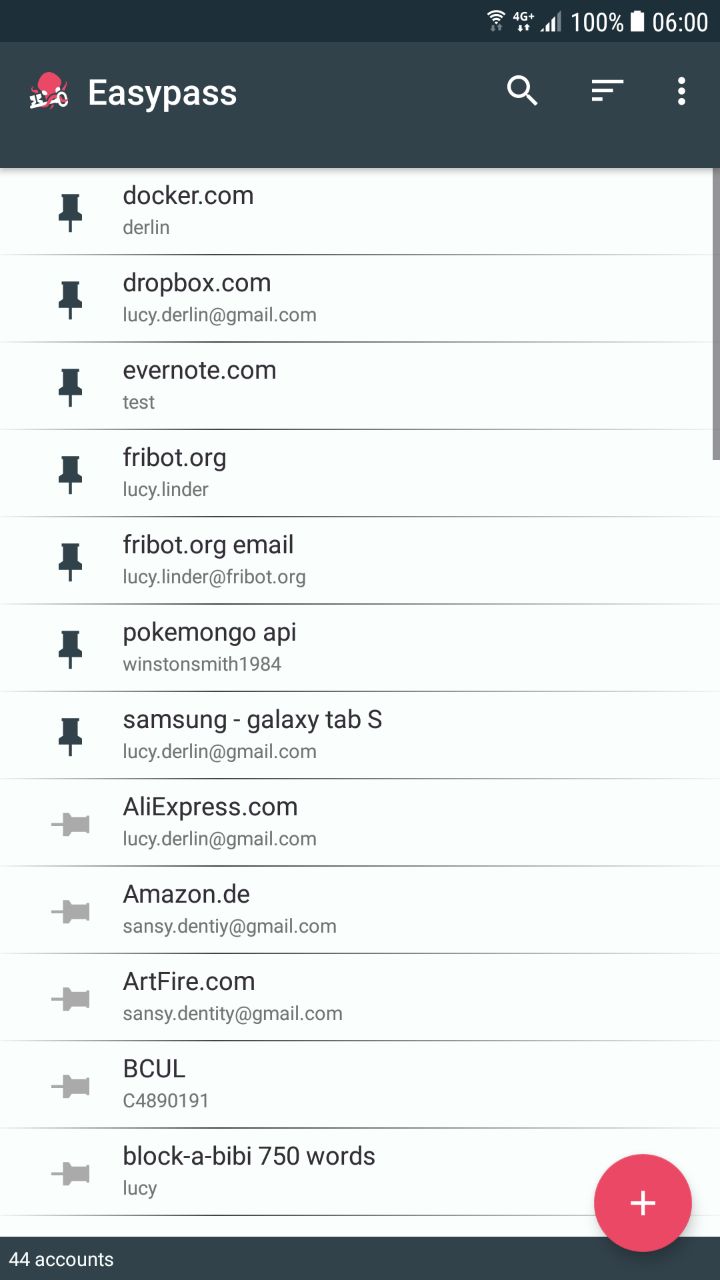 4G+ 100% 06:00
Easypass
docker.com
derlin
dropbox.com
lucy.derlin@gmail.com
evernote.com
test
fribot.org
lucy.linder
fribot.org email
lucy.linder@fribot.org
pokemongo api
winstonsmith1984
samsung - galaxy tab S
lucy.derlin@gmail.com
AliExpress.com
lucy.derlin@gmail.com
Amazon.de
sansy.dentiy@gmail.com
ArtFire.com
sansy.dentity@gmail.com
BCUL
C4890191
block-a-bibi 750 words
lucy
44 accounts